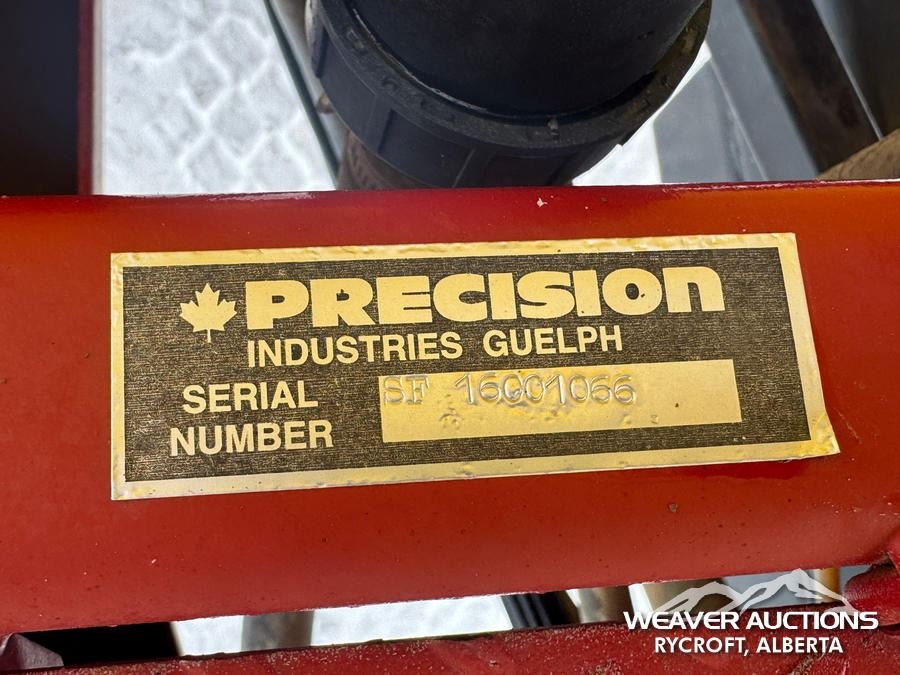 PRECISION
INDUSTRIES GUELPH
SERIAL
NUMBER
SF 16001066
WEAVER AUCTIONS
RYCROFT, ALBERTA